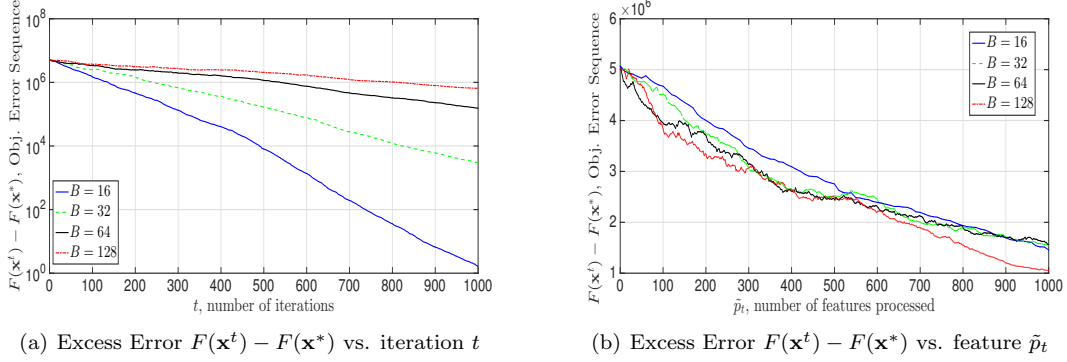 F(x^t) − F(x*), Obj. Error Sequence
10^8
10^6
10^4
10^2
10^0
0 100 200 300 400 500 600 700 800 900 1000
t, number of iterations
B = 16
B = 32
B = 64
B = 128
(a) Excess Error F(x^t) − F(x*) vs. iteration t
F(x^t) − F(x*), Obj. Error Sequence
×10^6
6
5
4
3
2
1
0 100 200 300 400 500 600 700 800 900 1000
p̃_t, number of features processed
B = 16
B = 32
B = 64
B = 128
(b) Excess Error F(x^t) − F(x*) vs. feature p̃_t